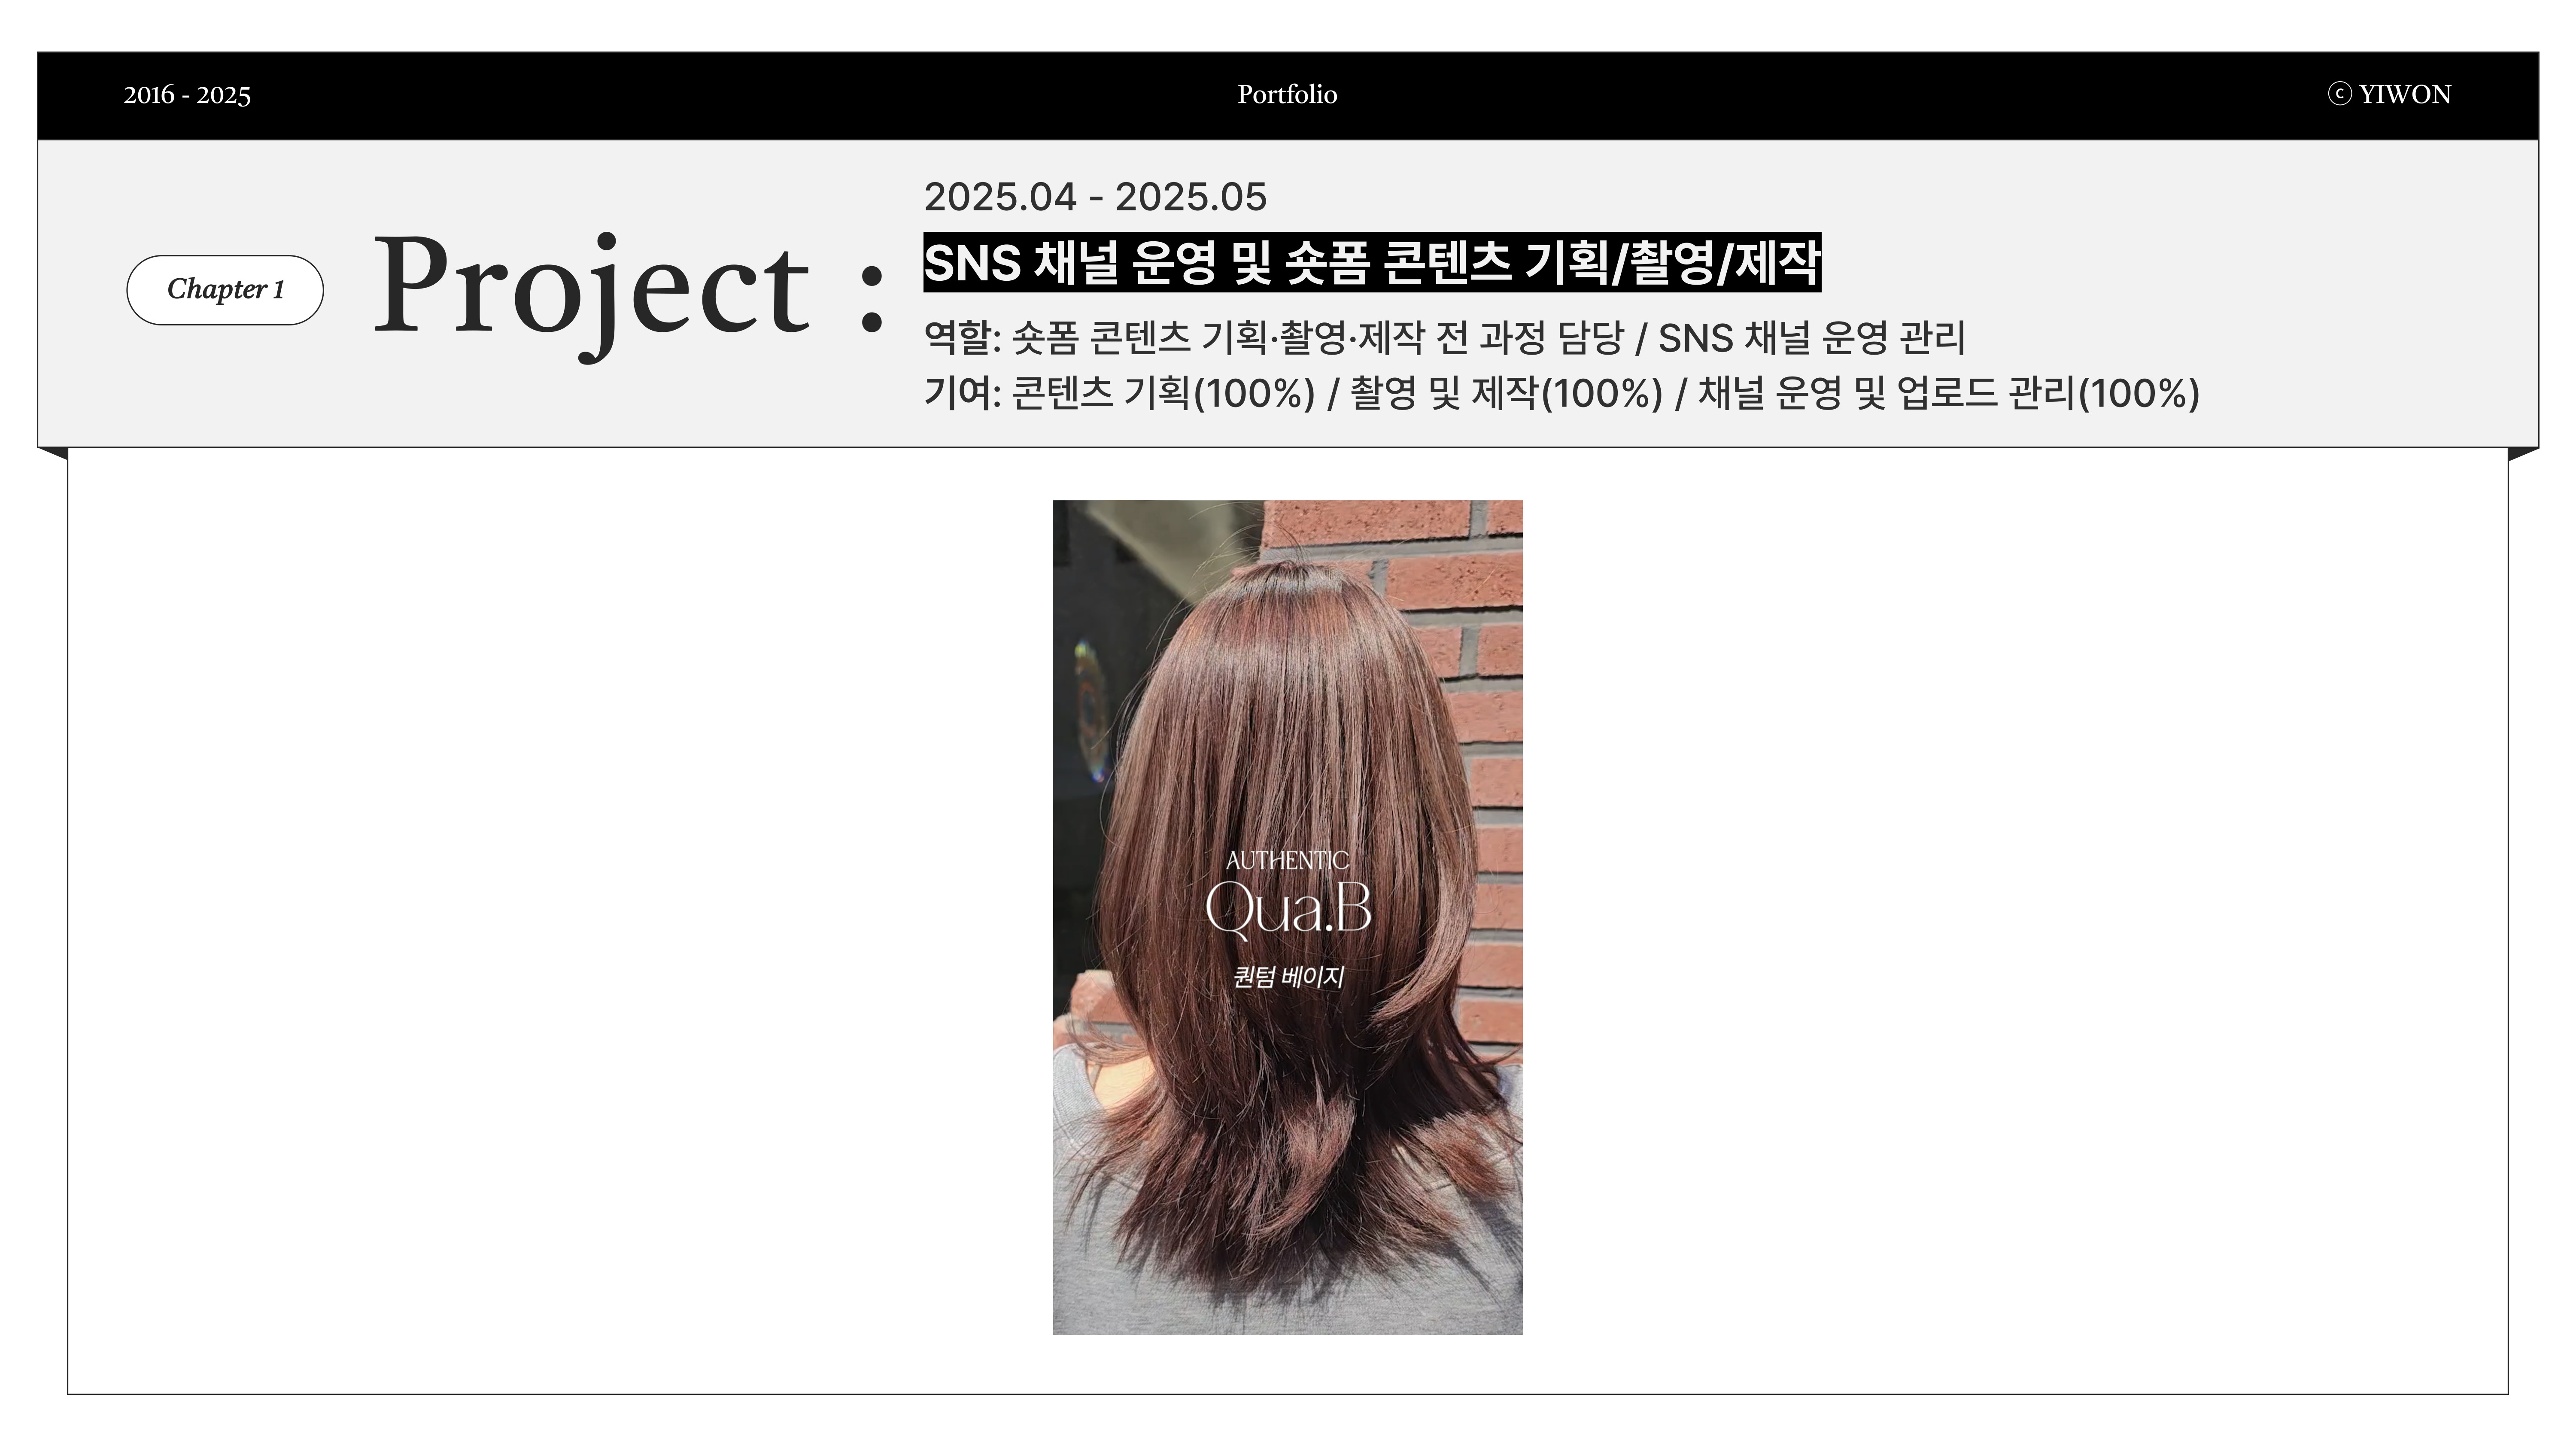 2016 - 2025
Portfolio
ⓒ YIWON
Chapter 1
Project :
2025.04 - 2025.05
SNS 채널 운영 및 숏폼 콘텐츠 기획/촬영/제작
역할: 숏폼 콘텐츠 기획·촬영·제작 전 과정 담당 / SNS 채널 운영 관리
기여: 콘텐츠 기획(100%) / 촬영 및 제작(100%) / 채널 운영 및 업로드 관리(100%)
AUTHENTIC
Qua.B
퀀텀 베이지